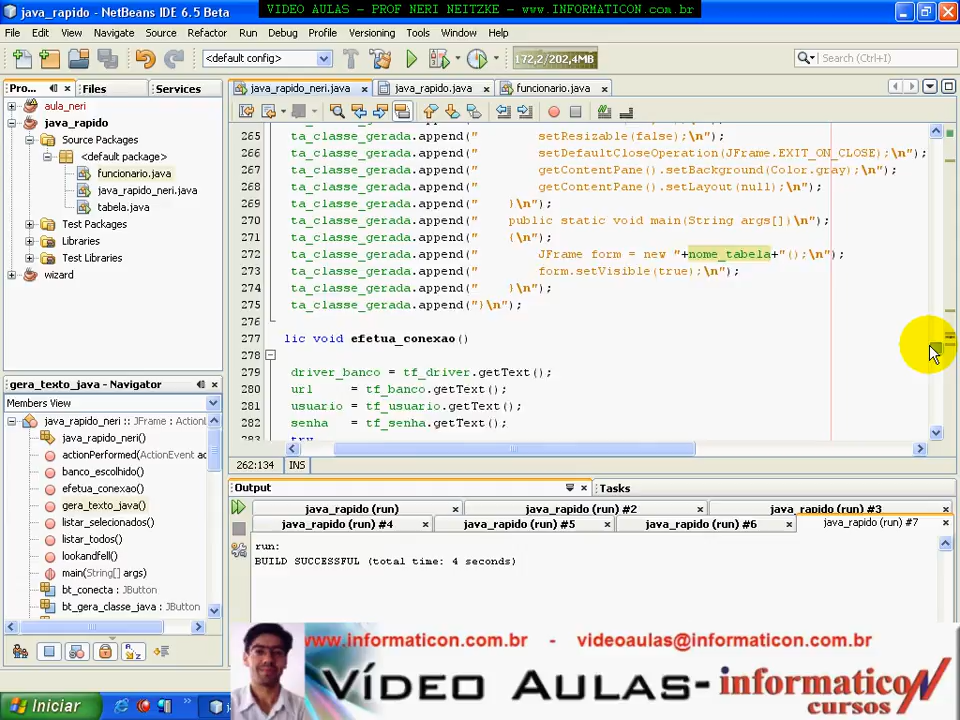 java_rapido - NetBeans IDE 6.5 Beta
VIDEO AULAS - PROF NERI NEITZKE - www.INFORMATICON.com.br
File Edit View Navigate Source Refactor Run Debug Profile Versioning Tools Window Help
<default config>
172,2/202,4MB
Search (Ctrl+I)
Pro... Files Services
java_rapido_neri.java java_rapido.java funcionario.java
aula_neri
java_rapido
Source Packages
<default package>
funcionario.java
java_rapido_neri.java
tabela.java
Test Packages
Libraries
Test Libraries
wizard
265 ta_classe_gerada.append(" setResizable(false);\n");
266 ta_classe_gerada.append(" setDefaultCloseOperation(JFrame.EXIT_ON_CLOSE);\n");
267 ta_classe_gerada.append(" getContentPane().setBackground(Color.gray);\n");
268 ta_classe_gerada.append(" getContentPane().setLayout(null);\n");
269 ta_classe_gerada.append(" }\n");
270 ta_classe_gerada.append(" public static void main(String args[])\n");
271 ta_classe_gerada.append(" {\n");
272 ta_classe_gerada.append(" JFrame form = new "+nome_tabela+"();\n");
273 ta_classe_gerada.append(" form.setVisible(true);\n");
274 ta_classe_gerada.append(" }\n");
275 ta_classe_gerada.append("}\n");
276
277 lic void efetua_conexao()
278
279 driver_banco = tf_driver.getText();
280 url = tf_banco.getText();
281 usuario = tf_usuario.getText();
282 senha = tf_senha.getText();
283 try
262:134 INS
gera_texto_java() - Navigator
Members View
java_rapido_neri :: JFrame : ActionL
java_rapido_neri()
actionPerformed(ActionEvent ac
banco_escolhido()
efetua_conexao()
gera_texto_java()
listar_selecionados()
listar_todos()
lookandfell()
main(String[] args)
bt_conecta : JButton
bt_gera_classe_java : JButton
Output Tasks
java_rapido (run) java_rapido (run) #2 java_rapido (run) #3
java_rapido (run) #4 java_rapido (run) #5 java_rapido (run) #6 java_rapido (run) #7
run:
BUILD SUCCESSFUL (total time: 4 seconds)
www.informaticon.com.br - videoaulas@informaticon.com.br
Vídeo Aulas - informaticon
cursos
Iniciar